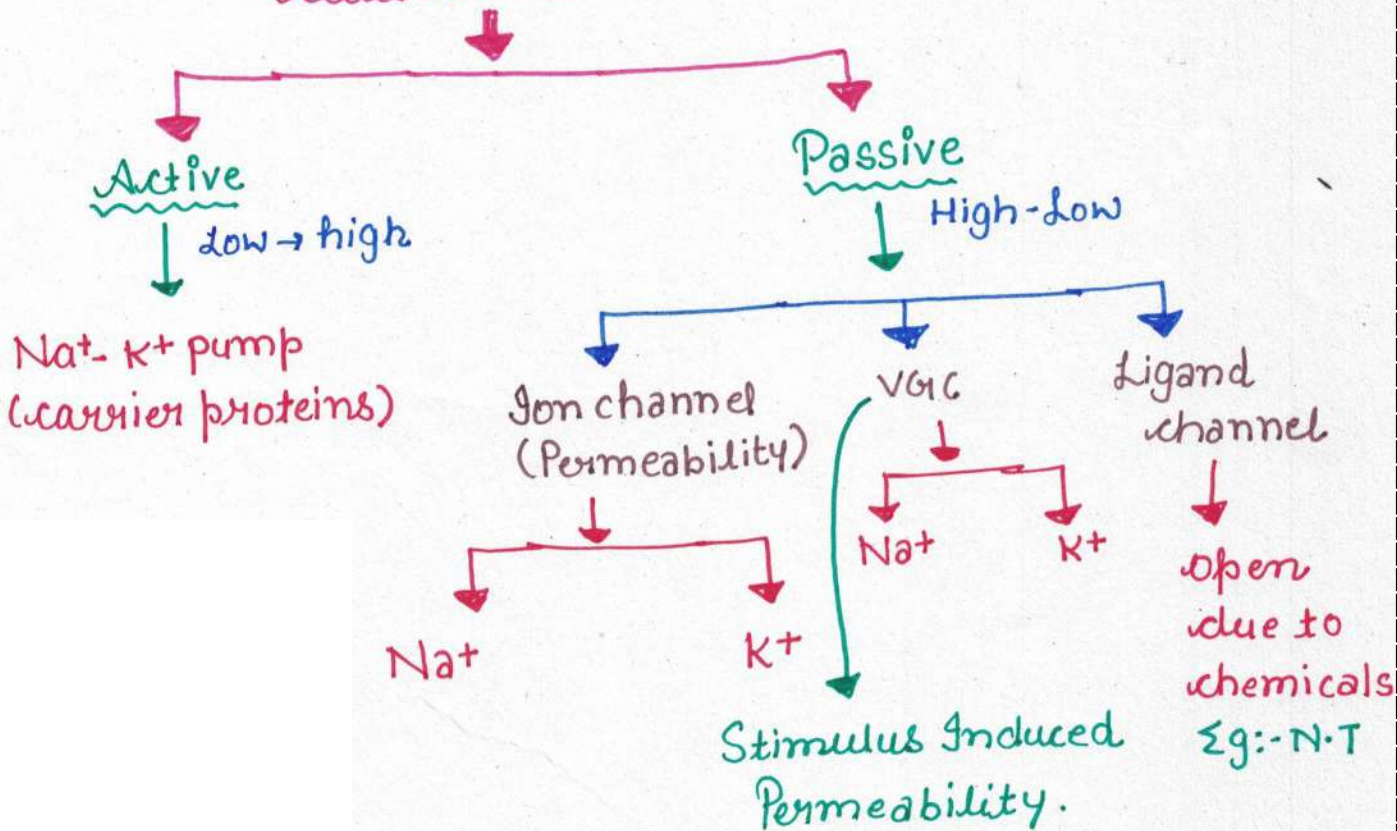 Active
Low → high
Na+- K+ pump
(carrier proteins)
Passive
High-Low
Ion channel
(Permeability)
Na+
K+
VGC
Na+
K+
Stimulus Induced
Permeability.
Ligand
channel
open
due to
chemicals
Eg:-N.T